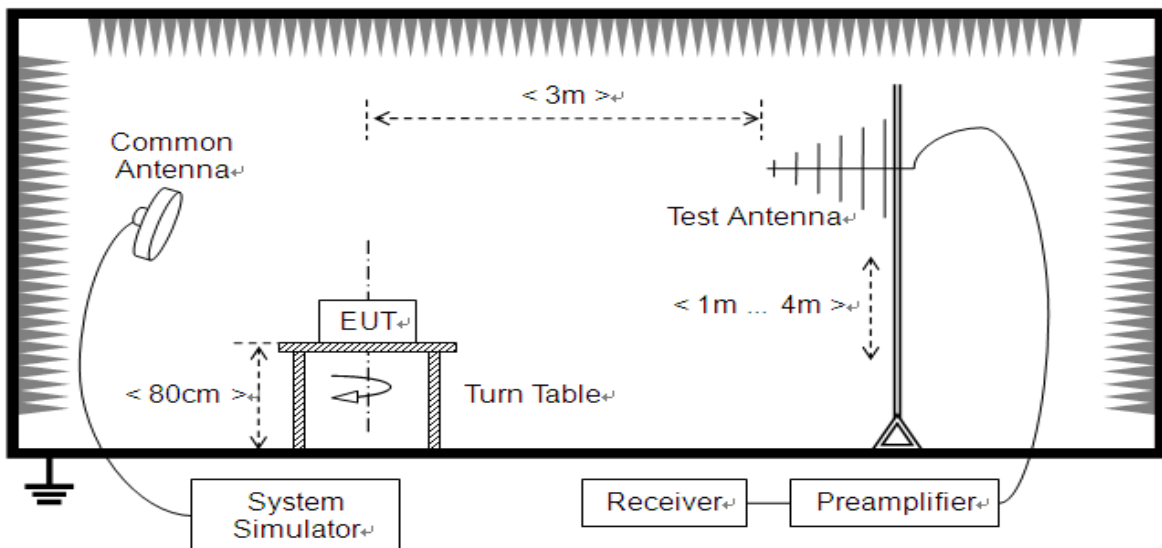 < 3m >↵
Common
Antenna↵
Test Antenna↵
< 1m ... 4m >↵
EUT↵
< 80cm >↵
Turn Table↵
System
Simulator↵
Receiver↵
Preamplifier↵